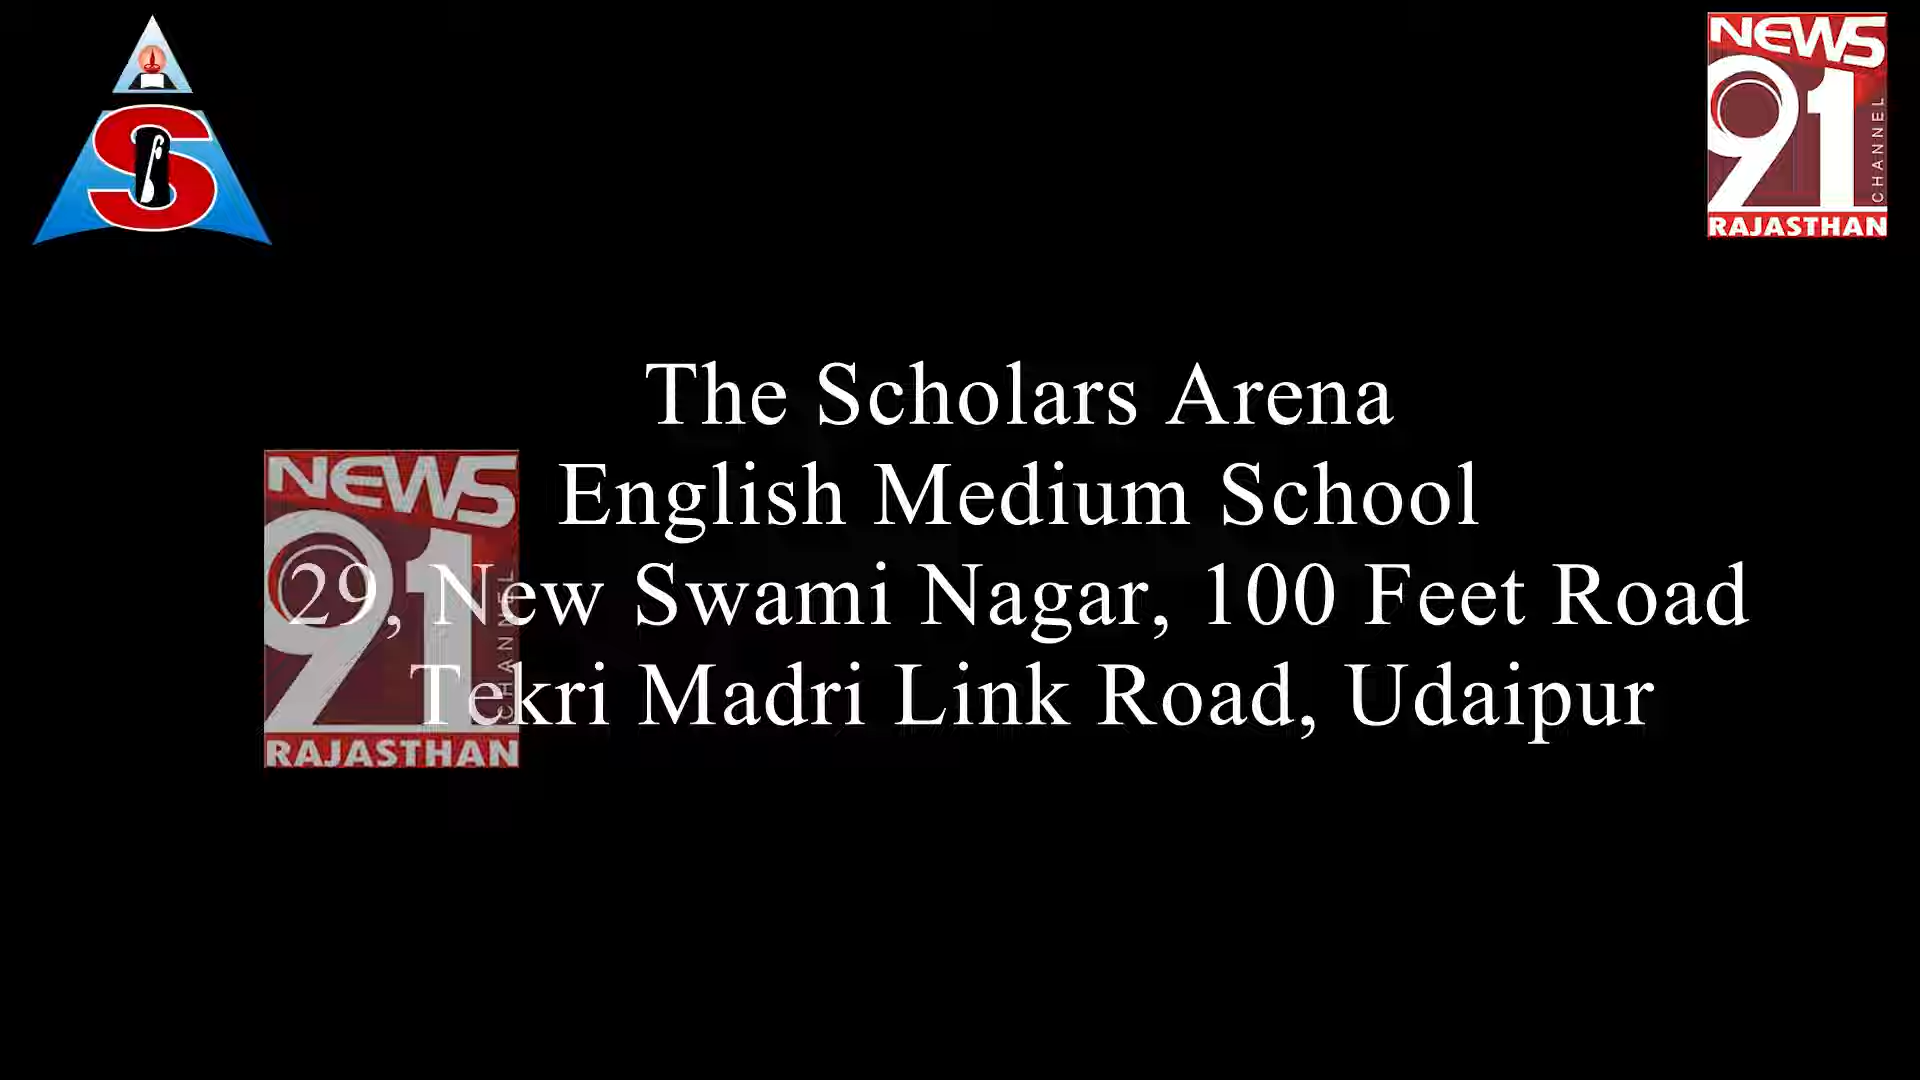 S
NEWS
91
CHANNEL
RAJASTHAN
The Scholars Arena
English Medium School
29, New Swami Nagar, 100 Feet Road
Tekri Madri Link Road, Udaipur
NEWS
91
CHANNEL
RAJASTHAN